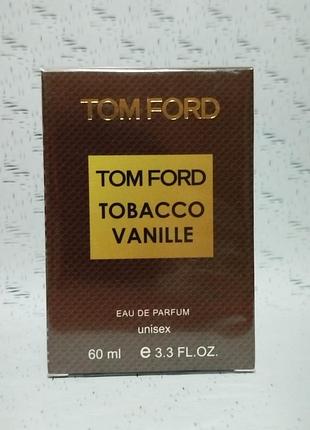 TOM FORD
TOM FORD
TOBACCO
VANILLE
EAU DE PARFUM
unisex
60 ml e 3.3 FL.OZ.